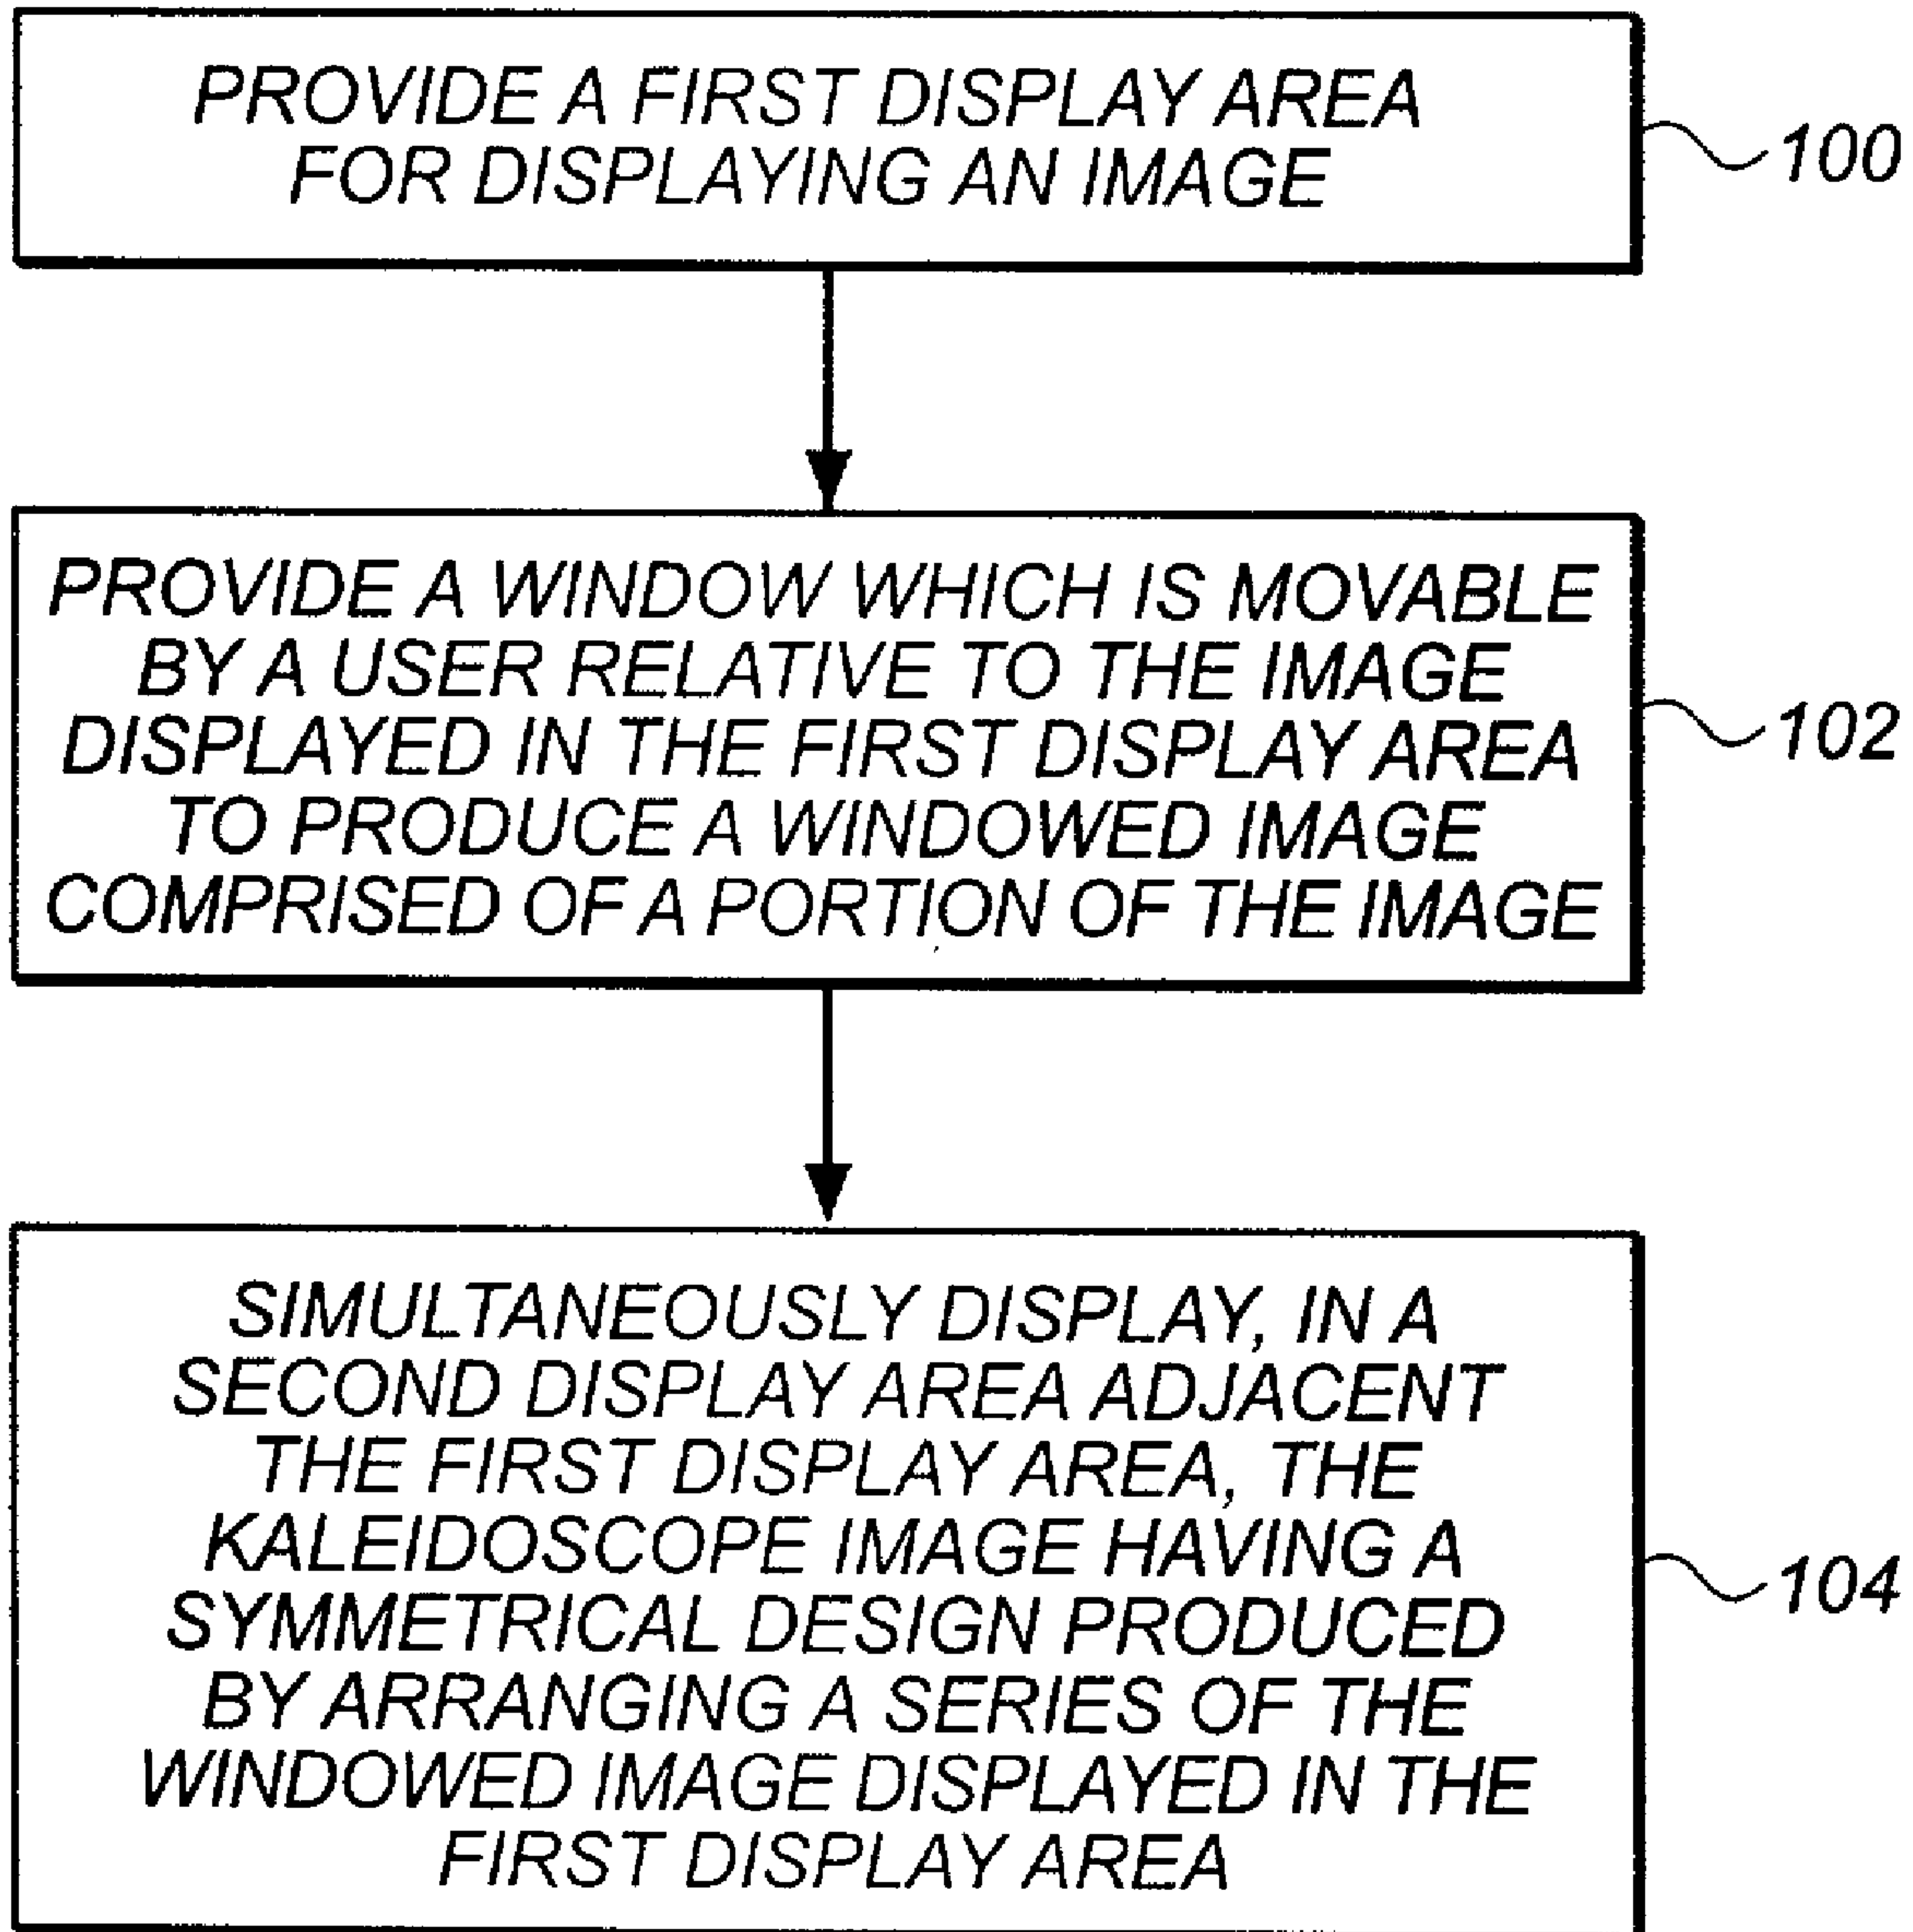 PROVIDE A FIRST DISPLAY AREA
FOR DISPLAYING AN IMAGE
100
PROVIDE A WINDOW WHICH IS MOVABLE
BY A USER RELATIVE TO THE IMAGE
DISPLAYED IN THE FIRST DISPLAY AREA
TO PRODUCE A WINDOWED IMAGE
COMPRISED OF A PORTION OF THE IMAGE
102
SIMULTANEOUSLY DISPLAY, IN A
SECOND DISPLAY AREA ADJACENT
THE FIRST DISPLAY AREA, THE
KALEIDOSCOPE IMAGE HAVING A
SYMMETRICAL DESIGN PRODUCED
BY ARRANGING A SERIES OF THE
WINDOWED IMAGE DISPLAYED IN THE
FIRST DISPLAY AREA
104